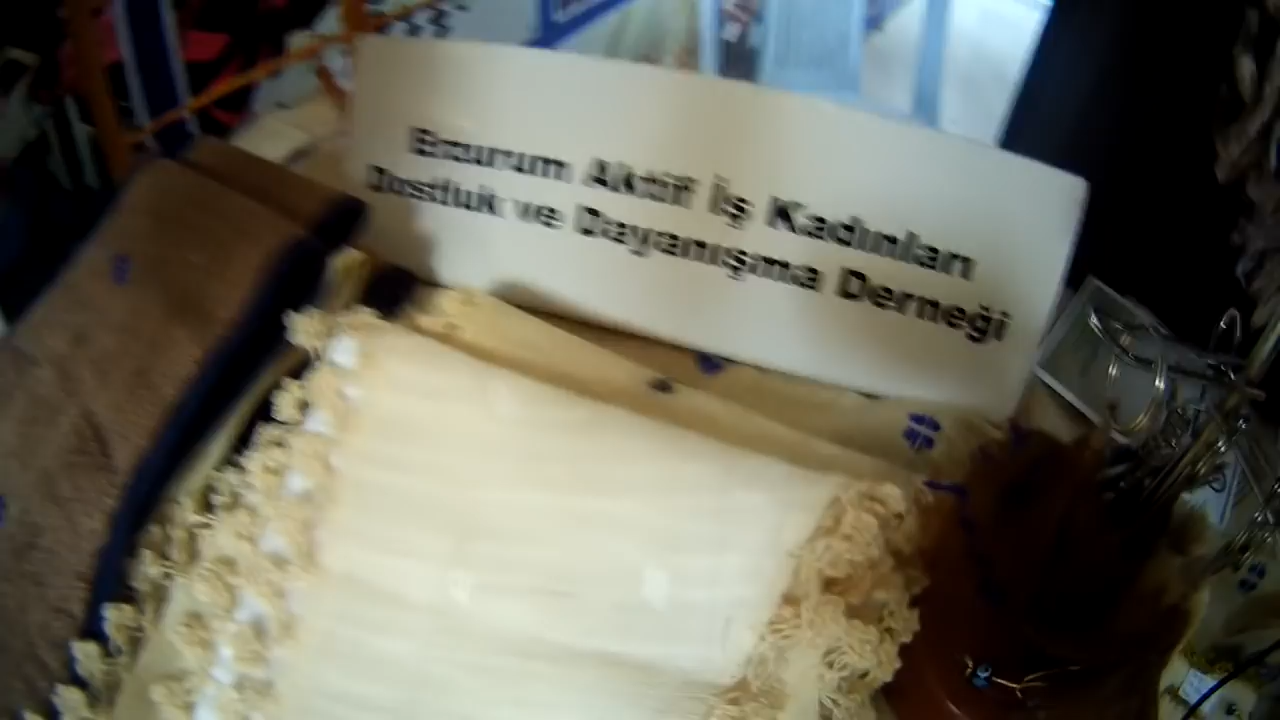 Erzurum Aktif İş Kadınları
Dostluk ve Dayanışma Derneği